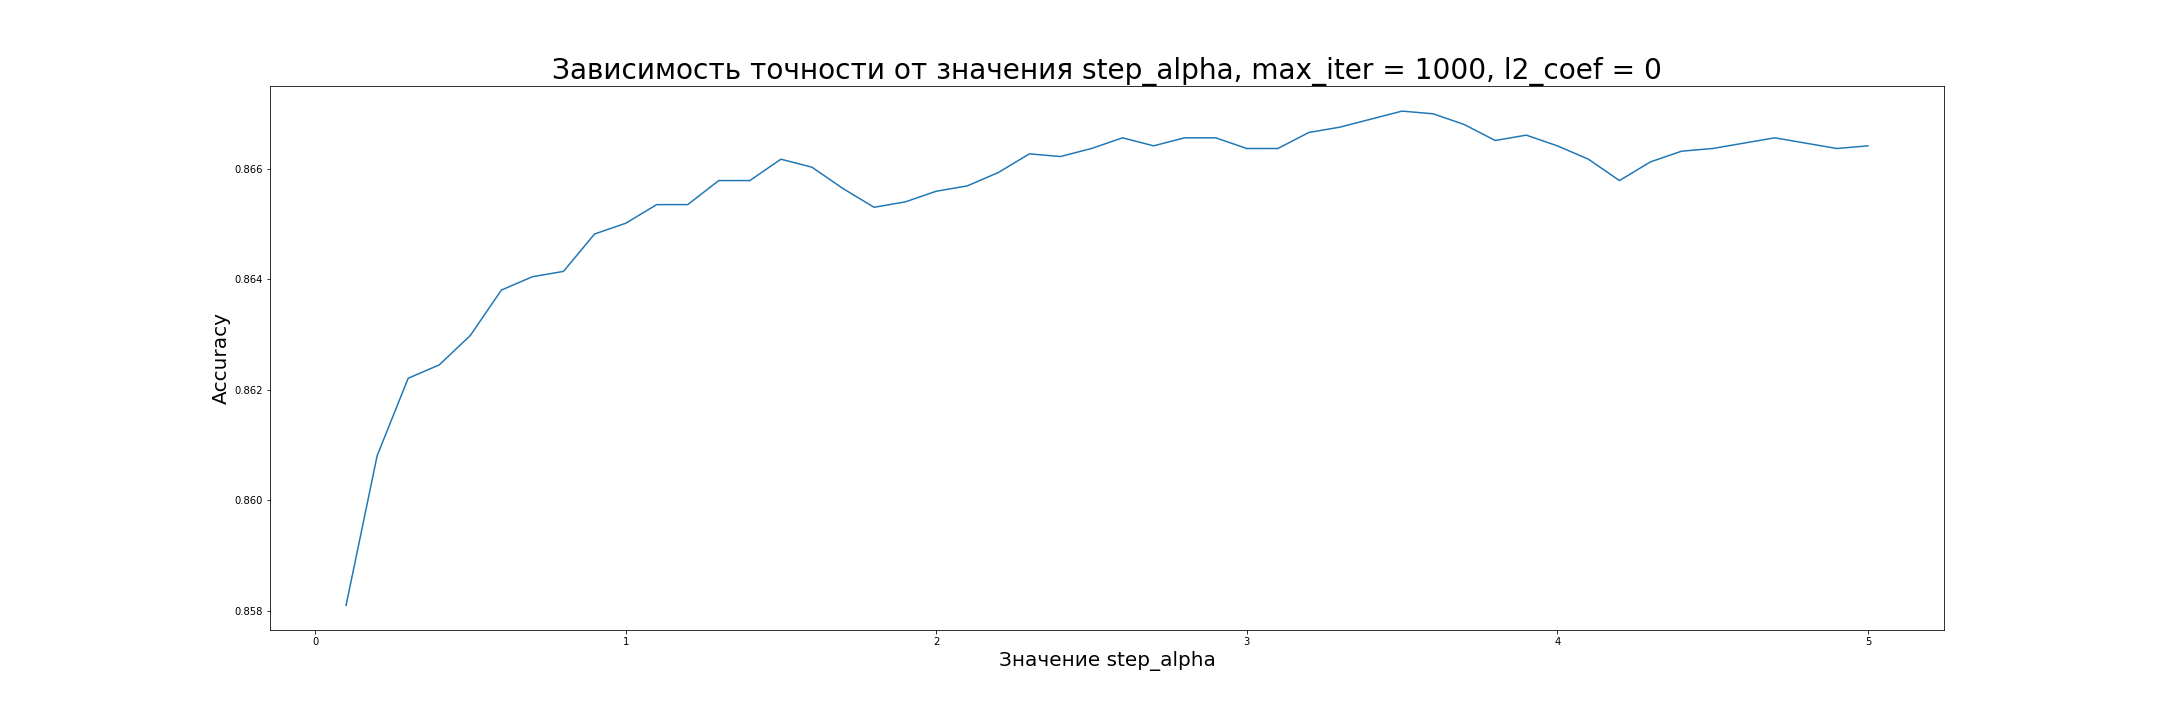 Зависимость точности от значения step_alpha, max_iter = 1000, l2_coef = 0
Accuracy
0.866
0.864
0.862
0.860
0.858
0 1 2 3 4 5
Значение step_alpha